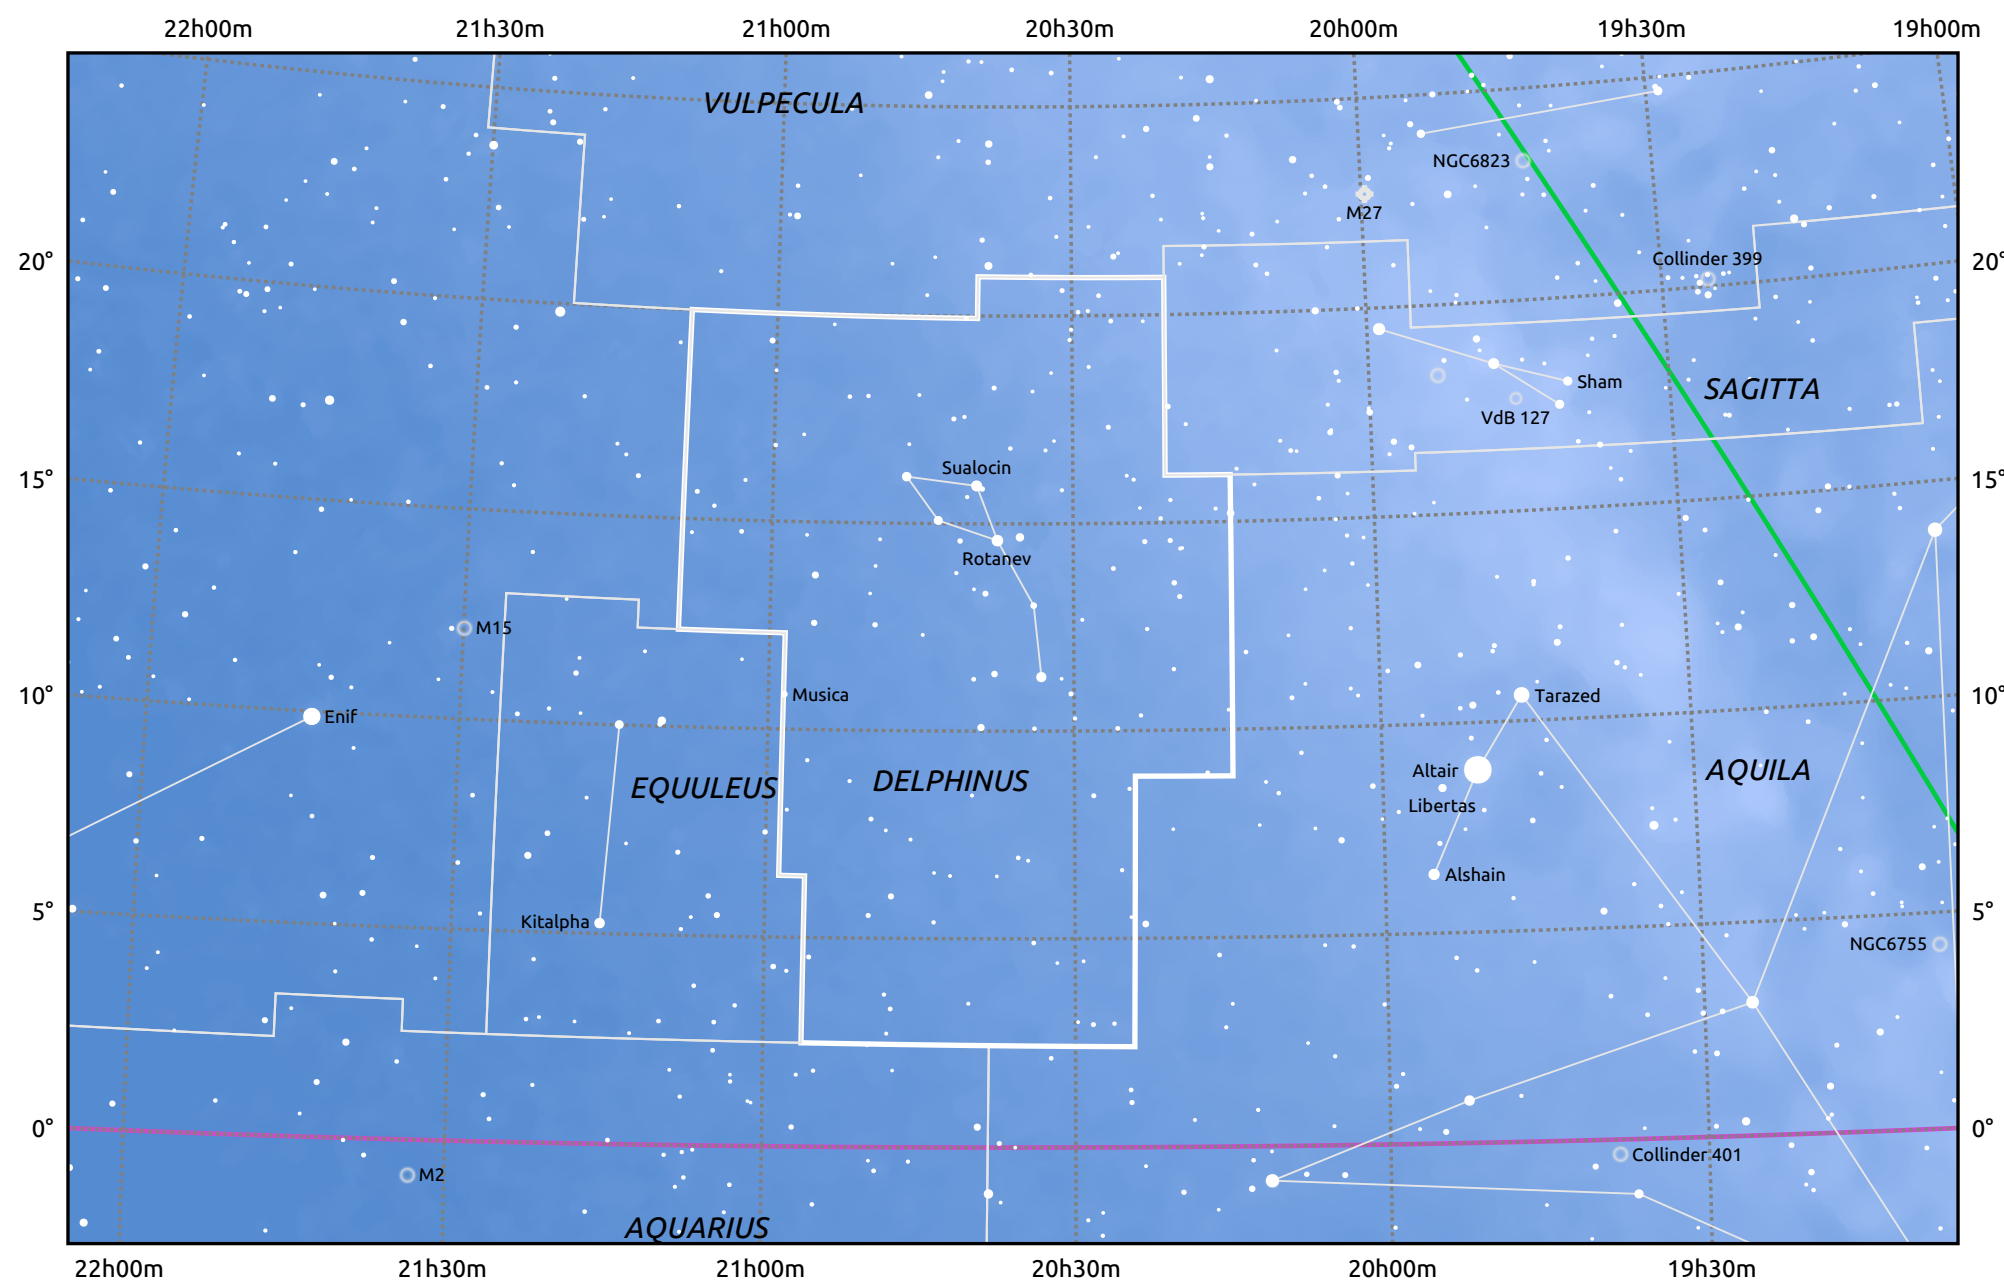 22h00m 21h30m 21h00m 20h30m 20h00m 19h30m 19h00m
VULPECULA
NGC6823
M27
Collinder 399
20° 20°
Sham
SAGITTA
VdB 127
Sualocin
15° 15°
Rotanev
M15
Musica
10° Tarazed 10°
Enif
Altair AQUILA
EQUULEUS DELPHINUS
Libertas
Alshain
5° 5°
Kitalpha
NGC6755
0° 0°
Collinder 401
M2
AQUARIUS
22h00m 21h30m 21h00m 20h30m 20h00m 19h30m